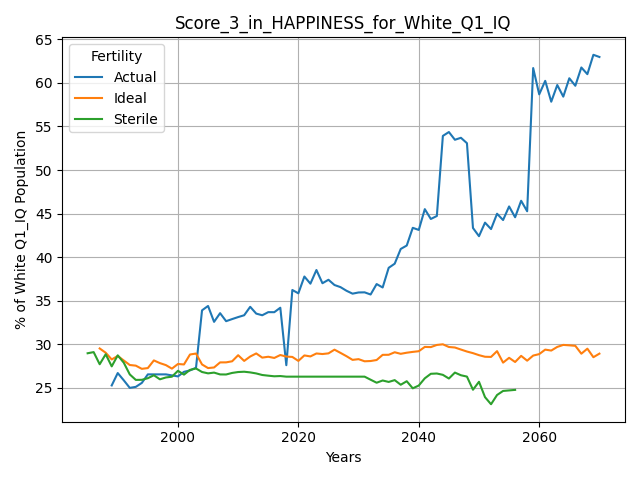 Score_3_in_HAPPINESS_for_White_Q1_IQ
65
60
55
50
45
40
35
30
25
% of White Q1_IQ Population
Fertility
Actual
Ideal
Sterile
2000
2020
2040
2060
Years